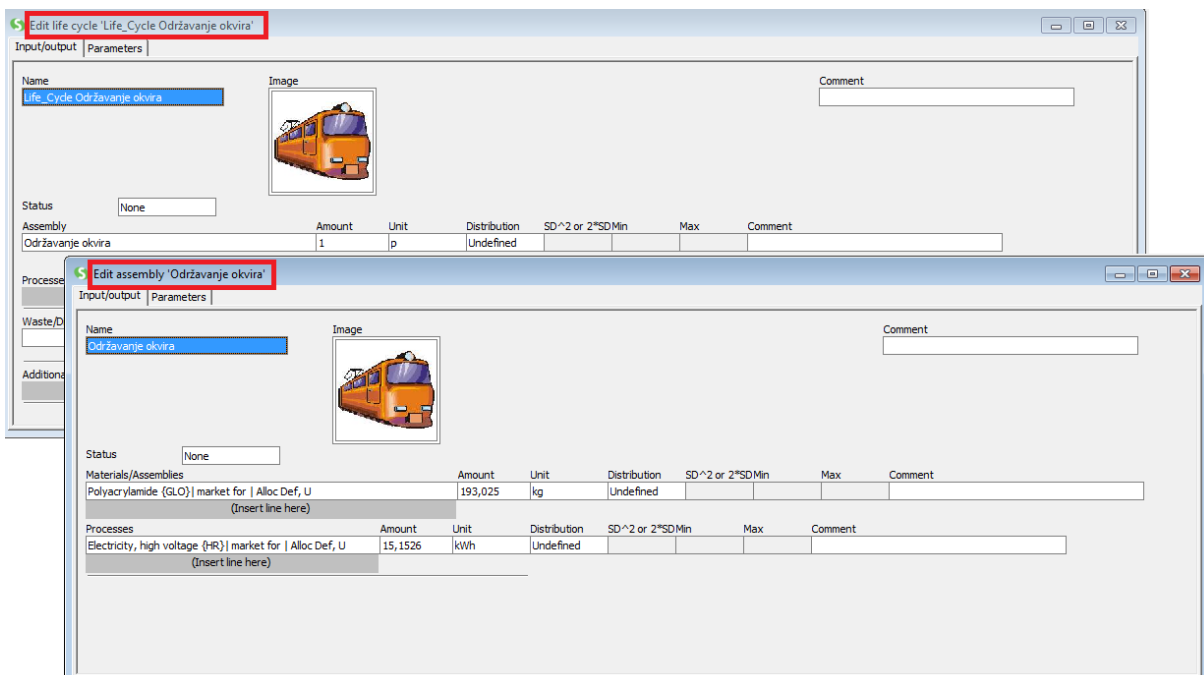 Edit life cycle 'Life_Cycle Održavanje okvira'
Input/output Parameters
Name Image Comment
Life_Cycle Održavanje okvira
Status None
Assembly Amount Unit Distribution SD^2 or 2*SD Min Max Comment
Održavanje okvira 1 p Undefined
Processe
Waste/D
Additiona
Edit assembly 'Održavanje okvira'
Input/output Parameters
Name Image Comment
Održavanje okvira
Status None
Materials/Assemblies Amount Unit Distribution SD^2 or 2*SD Min Max Comment
Polyacrylamide {GLO}| market for | Alloc Def, U 193,025 kg Undefined
(Insert line here)
Processes Amount Unit Distribution SD^2 or 2*SD Min Max Comment
Electricity, high voltage {HR}| market for | Alloc Def, U 15,1526 kWh Undefined
(Insert line here)